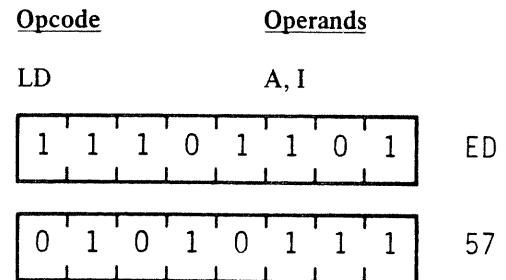 Opcode Operands
LD A, I
1 1 1 0 1 1 0 1 ED
0 1 0 1 0 1 1 1 57